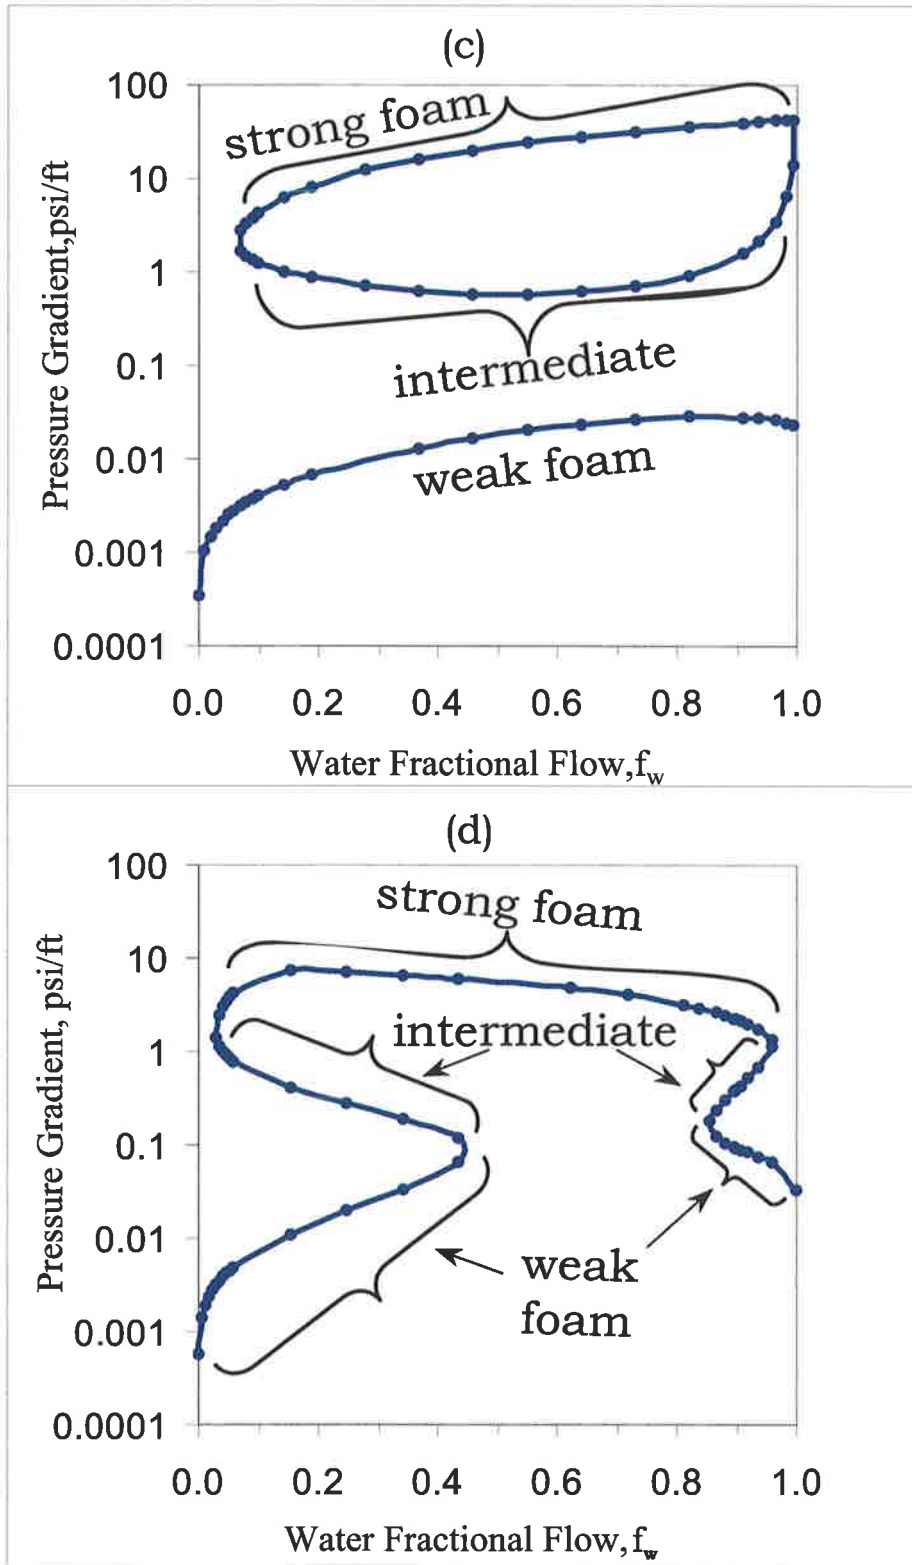 (c)
100
10
1
0.1
0.01
0.001
0.0001
Pressure Gradient,psi/ft
strong foam
intermediate
weak foam
0.0 0.2 0.4 0.6 0.8 1.0
Water Fractional Flow,fw
(d)
100
10
1
0.1
0.01
0.001
0.0001
Pressure Gradient, psi/ft
strong foam
intermediate
weak
foam
0.0 0.2 0.4 0.6 0.8 1.0
Water Fractional Flow, fw